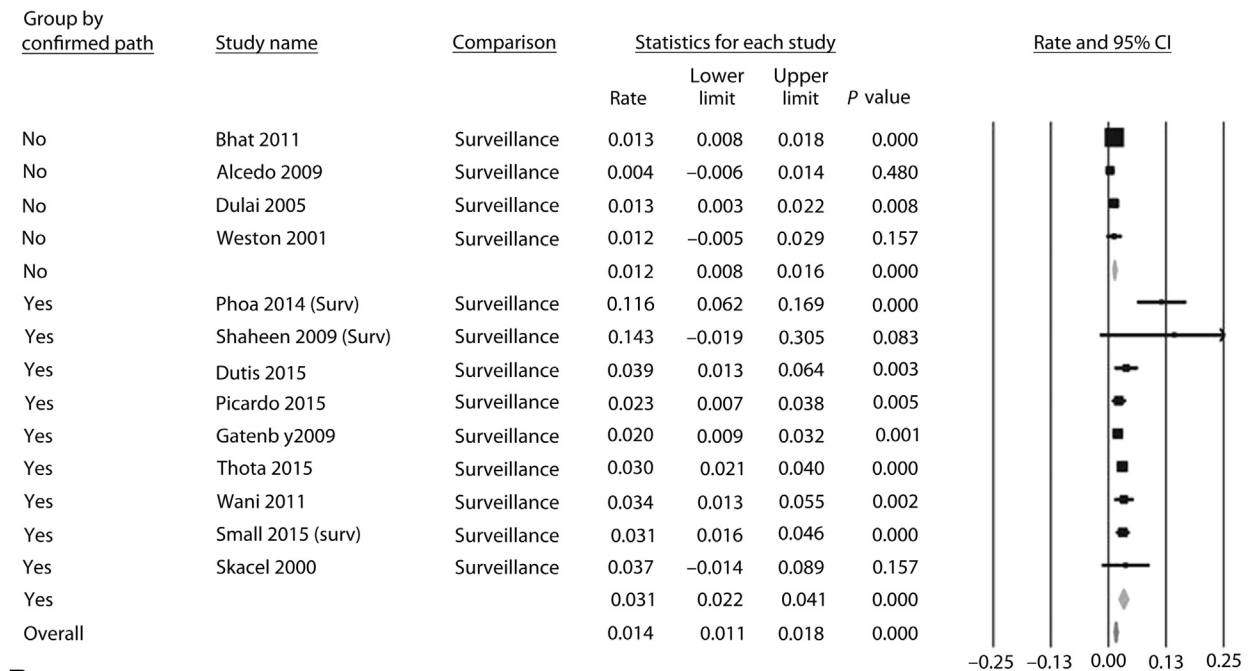 Group by
confirmed path Study name Comparison Statistics for each study Rate and 95% CI
Rate Lower limit Upper limit P value
No Bhat 2011 Surveillance 0.013 0.008 0.018 0.000
No Alcedo 2009 Surveillance 0.004 –0.006 0.014 0.480
No Dulai 2005 Surveillance 0.013 0.003 0.022 0.008
No Weston 2001 Surveillance 0.012 –0.005 0.029 0.157
No 0.012 0.008 0.016 0.000
Yes Phoa 2014 (Surv) Surveillance 0.116 0.062 0.169 0.000
Yes Shaheen 2009 (Surv) Surveillance 0.143 –0.019 0.305 0.083
Yes Dutis 2015 Surveillance 0.039 0.013 0.064 0.003
Yes Picardo 2015 Surveillance 0.023 0.007 0.038 0.005
Yes Gatenb y2009 Surveillance 0.020 0.009 0.032 0.001
Yes Thota 2015 Surveillance 0.030 0.021 0.040 0.000
Yes Wani 2011 Surveillance 0.034 0.013 0.055 0.002
Yes Small 2015 (surv) Surveillance 0.031 0.016 0.046 0.000
Yes Skacel 2000 Surveillance 0.037 –0.014 0.089 0.157
Yes 0.031 0.022 0.041 0.000
Overall 0.014 0.011 0.018 0.000
–0.25 –0.13 0.00 0.13 0.25